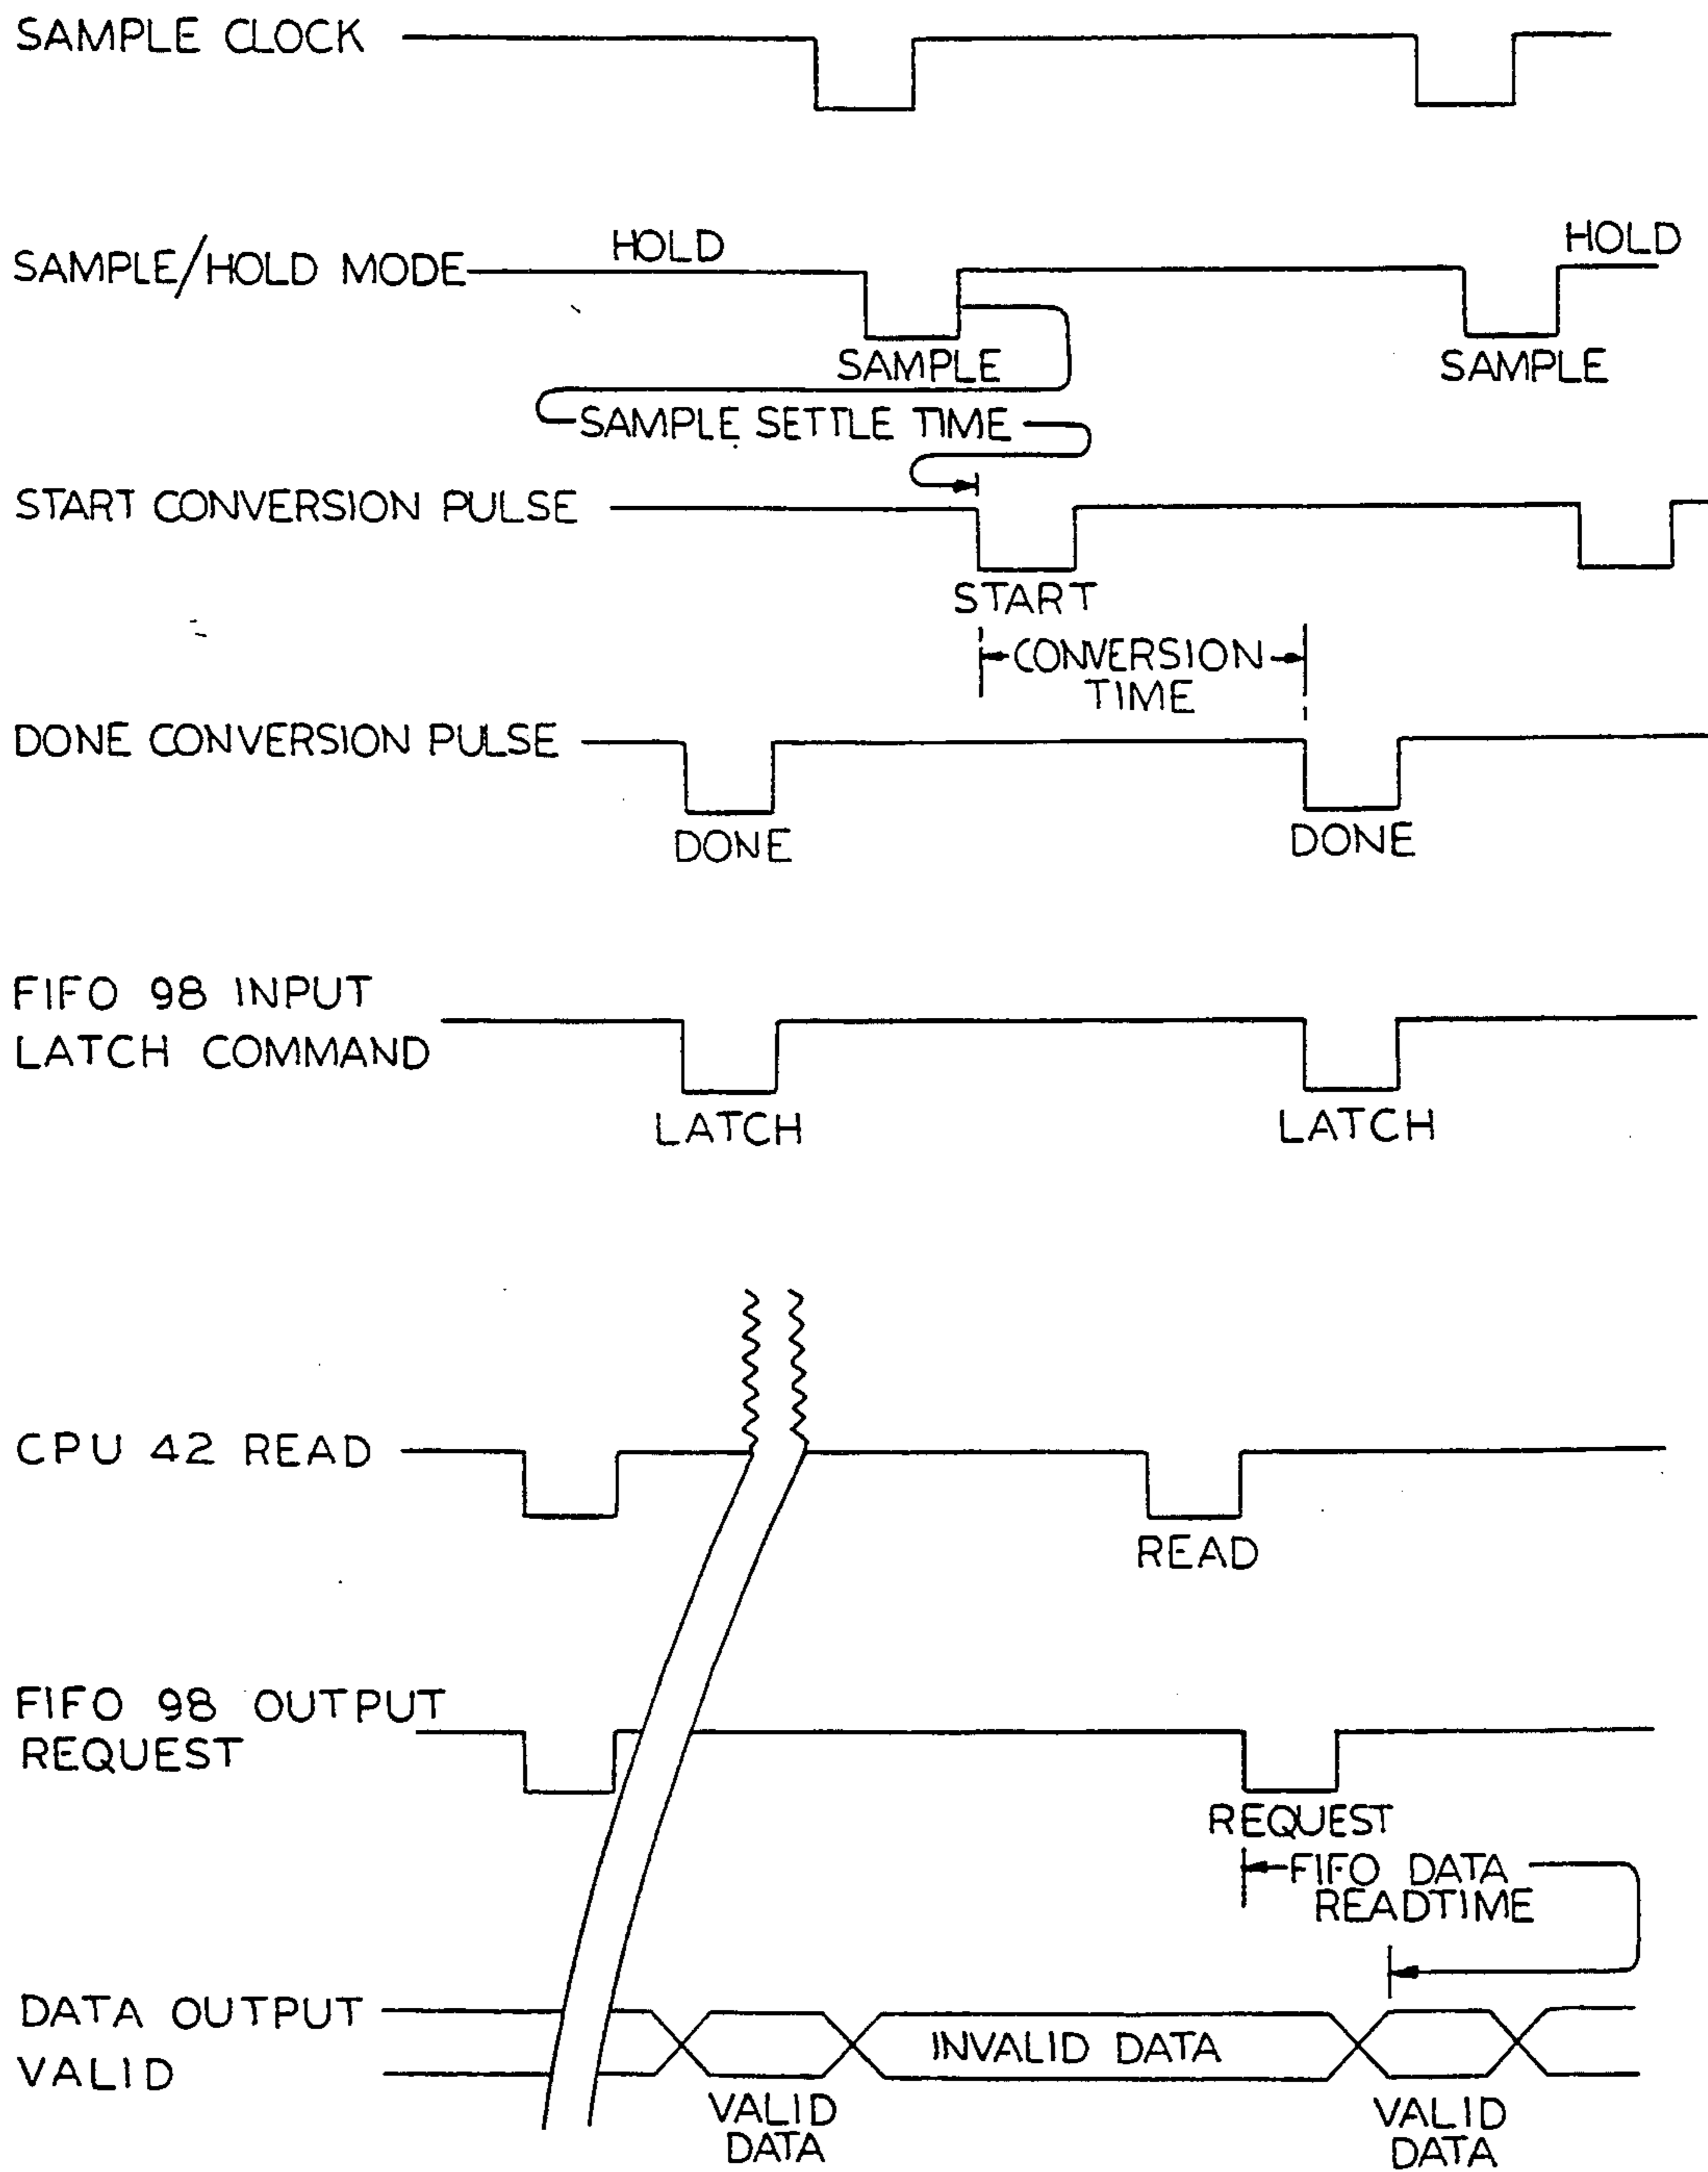 SAMPLE CLOCK
HOLD
HOLD
SAMPLE/HOLD MODE
SAMPLE
SAMPLE
SAMPLE SETTLE TIME
START CONVERSION PULSE
START
CONVERSION
TIME
DONE CONVERSION PULSE
DONE
DONE
FIFO 98 INPUT
LATCH COMMAND
LATCH
LATCH
CPU 42 READ
READ
FIFO 98 OUTPUT
REQUEST
REQUEST
FIFO DATA
READTIME
DATA OUTPUT
VALID
INVALID DATA
VALID
DATA
VALID
DATA